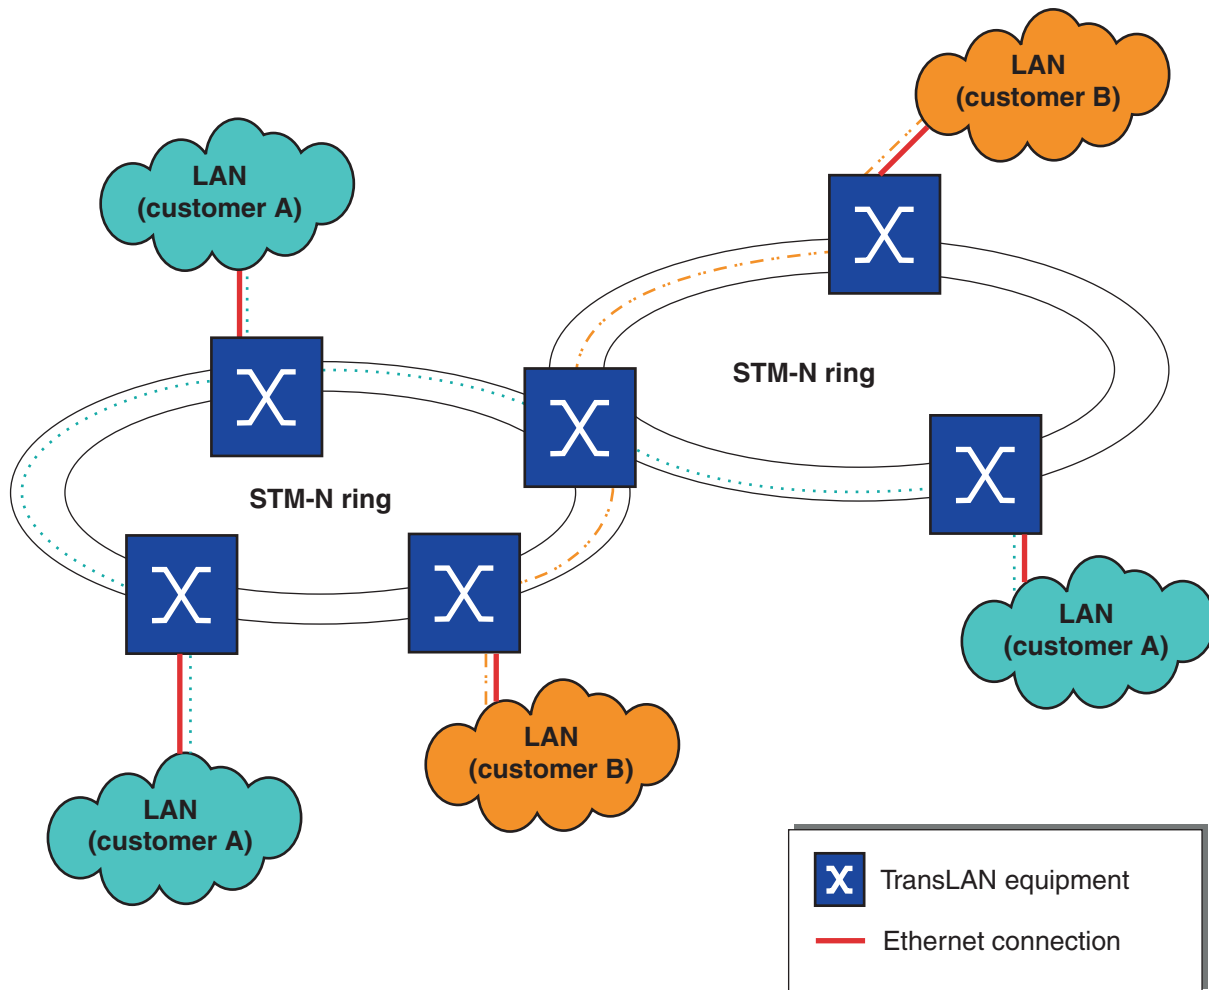 LAN
(customer B)
LAN
(customer A)
STM-N ring
STM-N ring
LAN
(customer A)
LAN
(customer B)
LAN
(customer A)
TransLAN equipment
Ethernet connection